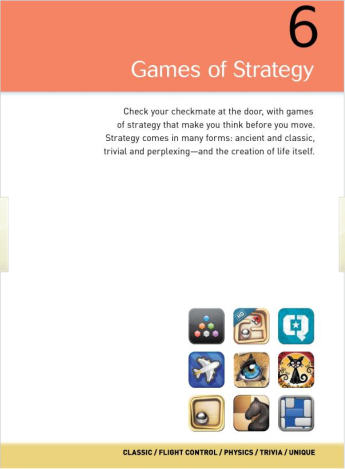 6
Games of Strategy
Check your checkmate at the door, with games
of strategy that make you think before you move.
Strategy comes in many forms: ancient and classic,
trivial and perplexing—and the creation of life itself.
HD
Q
CLASSIC / FLIGHT CONTROL / PHYSICS / TRIVIA / UNIQUE